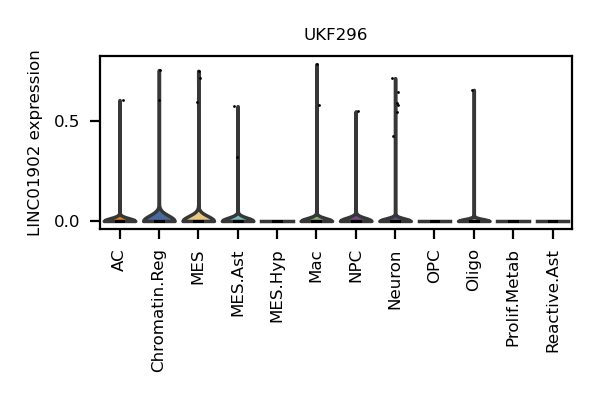 UKF296
LINC01902 expression
0.5
0.0
AC
Chromatin.Reg
MES
MES.Ast
MES.Hyp
Mac
NPC
Neuron
OPC
Oligo
Prolif.Metab
Reactive.Ast